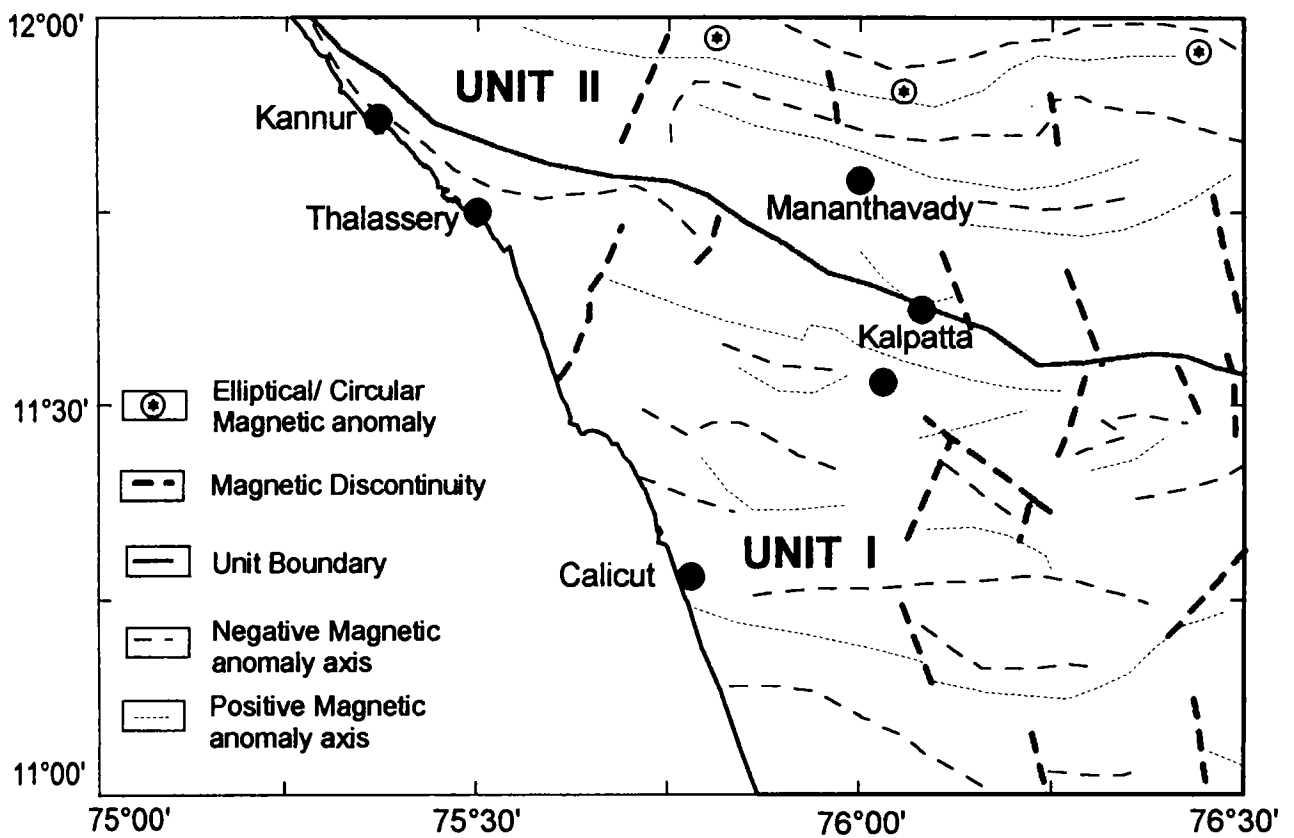 12°00'
UNIT II
Kannur
Thalassery
Mananthavady
Kalpatta
11°30'
Elliptical/ Circular
Magnetic anomaly
Magnetic Discontinuity
Unit Boundary
UNIT I
Calicut
Negative Magnetic
anomaly axis
Positive Magnetic
anomaly axis
11°00'
75°00'
75°30'
76°00'
76°30'